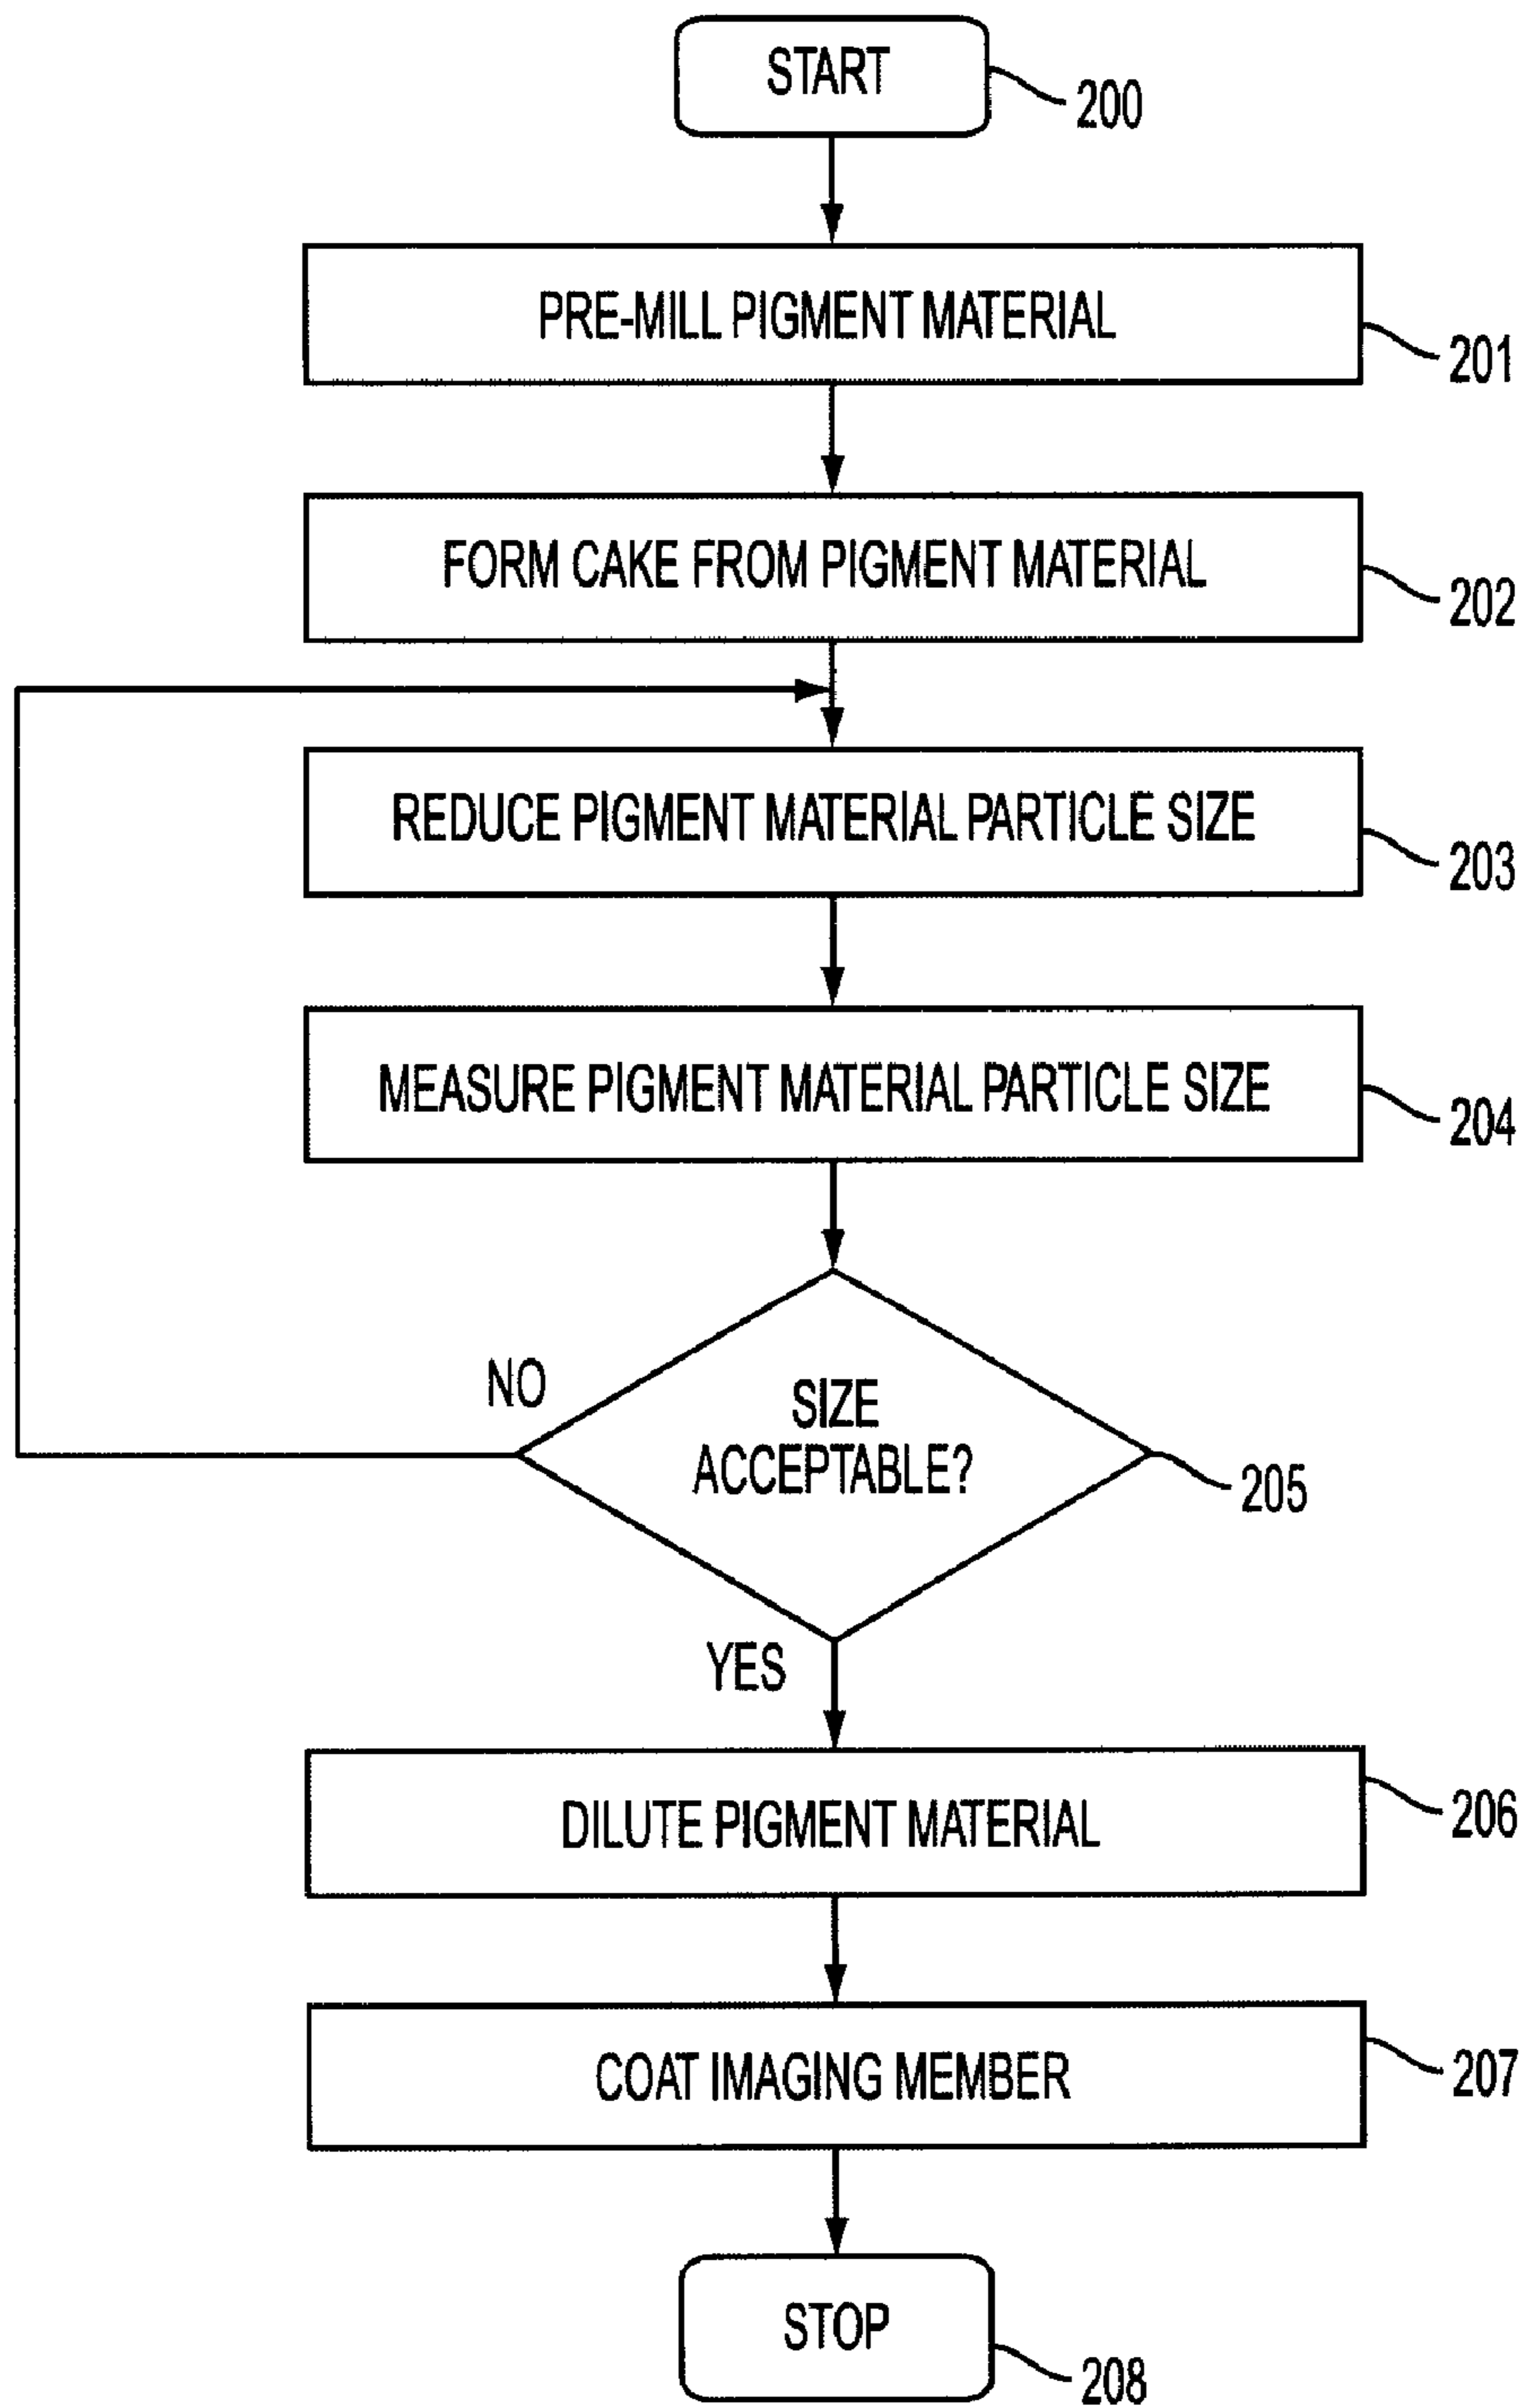 START
200
PRE-MILL PIGMENT MATERIAL
201
FORM CAKE FROM PIGMENT MATERIAL
202
REDUCE PIGMENT MATERIAL PARTICLE SIZE
203
MEASURE PIGMENT MATERIAL PARTICLE SIZE
204
NO
SIZE
ACCEPTABLE?
205
YES
DILUTE PIGMENT MATERIAL
206
COAT IMAGING MEMBER
207
STOP
208